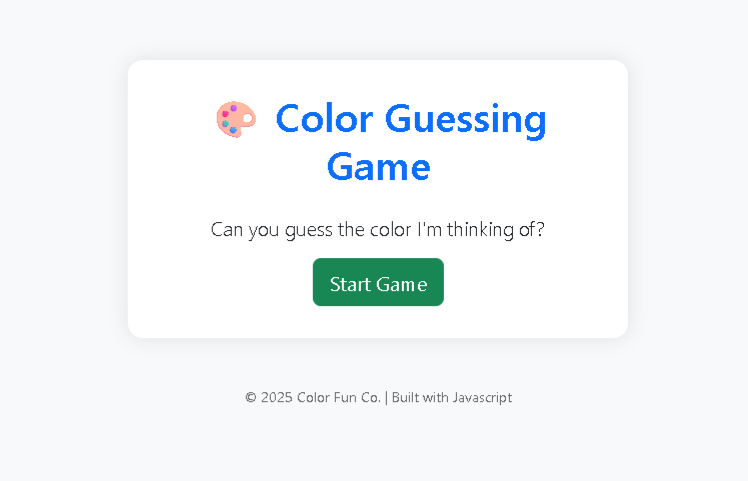 🎨 Color Guessing
Game
Can you guess the color I'm thinking of?
Start Game
© 2025 Color Fun Co. | Built with Javascript